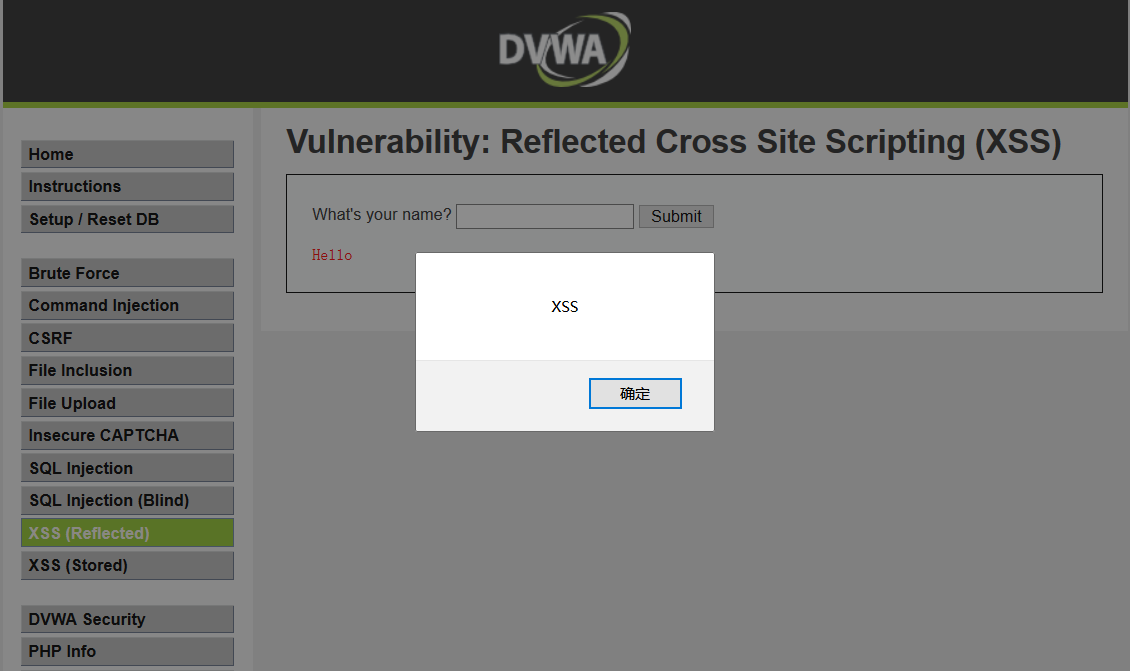 DVWA
Home
Instructions
Setup / Reset DB
Brute Force
Command Injection
CSRF
File Inclusion
File Upload
Insecure CAPTCHA
SQL Injection
SQL Injection (Blind)
XSS (Reflected)
XSS (Stored)
DVWA Security
PHP Info
Vulnerability: Reflected Cross Site Scripting (XSS)
What's your name? Submit
Hello
XSS
确定